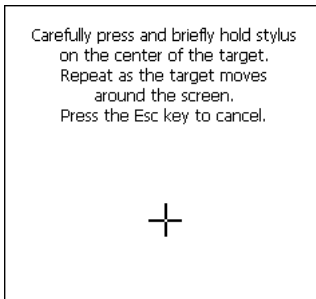 Carefully press and briefly hold stylus
on the center of the target.
Repeat as the target moves
around the screen.
Press the Esc key to cancel.